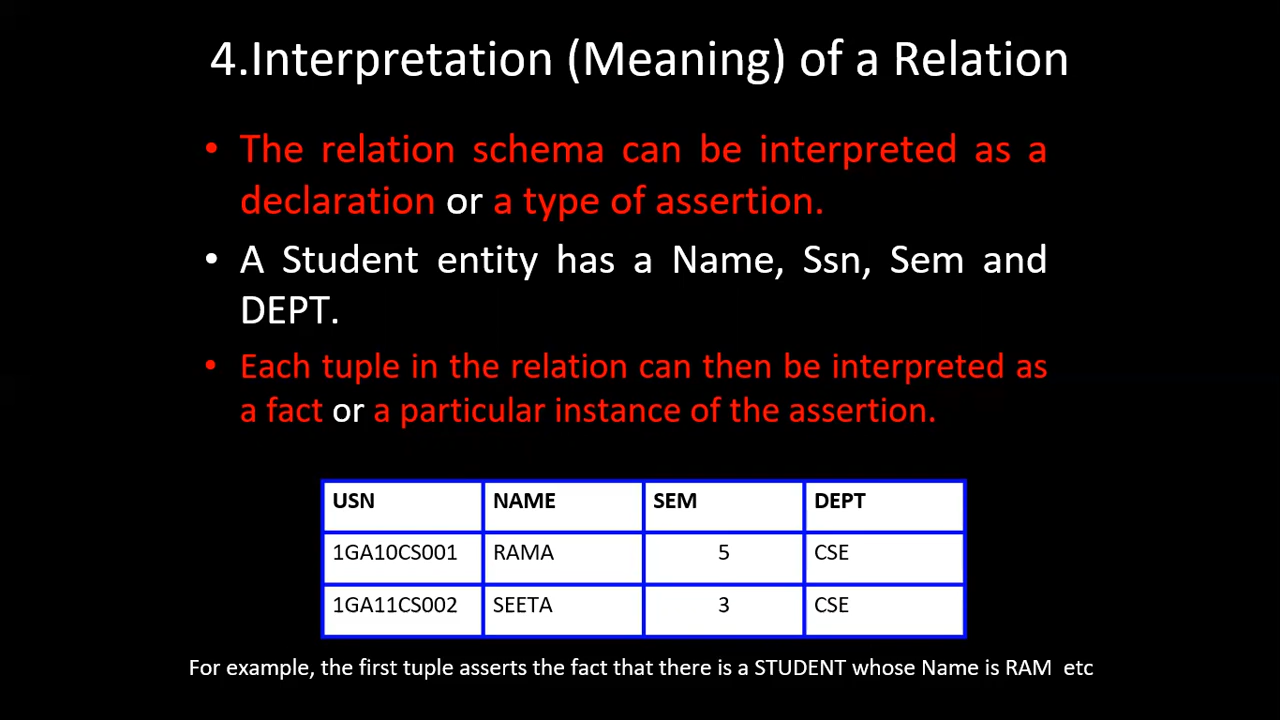 4.Interpretation (Meaning) of a Relation
• The relation schema can be interpreted as a
declaration or a type of assertion.
• A Student entity has a Name, Ssn, Sem and
DEPT.
• Each tuple in the relation can then be interpreted as
a fact or a particular instance of the assertion.
USN NAME SEM DEPT
1GA10CS001 RAMA 5 CSE
1GA11CS002 SEETA 3 CSE
For example, the first tuple asserts the fact that there is a STUDENT whose Name is RAM etc